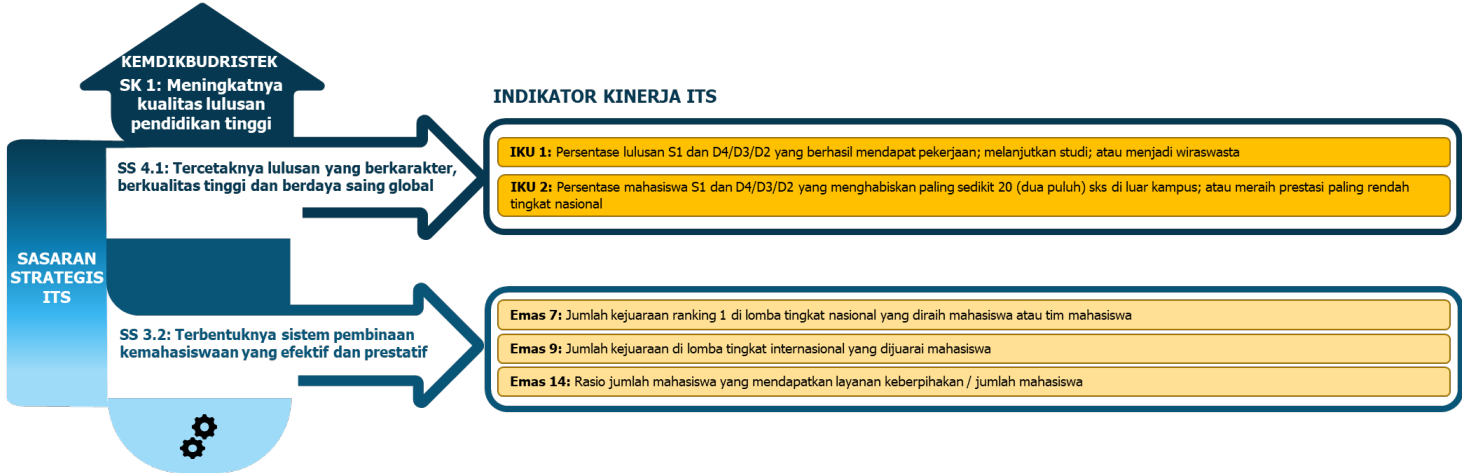 KEMDIKBUDRISTEK
SK 1: Meningkatnya
kualitas lulusan
pendidikan tinggi
SASARAN
STRATEGIS
ITS
SS 4.1: Tercetaknya lulusan yang berkarakter,
berkualitas tinggi dan berdaya saing global
INDIKATOR KINERJA ITS
IKU 1: Persentase lulusan S1 dan D4/D3/D2 yang berhasil mendapat pekerjaan; melanjutkan studi; atau menjadi wiraswasta
IKU 2: Persentase mahasiswa S1 dan D4/D3/D2 yang menghabiskan paling sedikit 20 (dua puluh) sks di luar kampus; atau meraih prestasi paling rendah
tingkat nasional
SS 3.2: Terbentuknya sistem pembinaan
kemahasiswaan yang efektif dan prestatif
Emas 7: Jumlah kejuaraan ranking 1 di lomba tingkat nasional yang diraih mahasiswa atau tim mahasiswa
Emas 9: Jumlah kejuaraan di lomba tingkat internasional yang dijuarai mahasiswa
Emas 14: Rasio jumlah mahasiswa yang mendapatkan layanan keberpihakan / jumlah mahasiswa